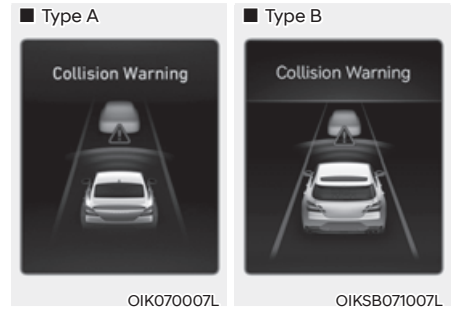 ■ Type A
Collision Warning
OIK070007L
■ Type B
Collision Warning
OIKSB071007L